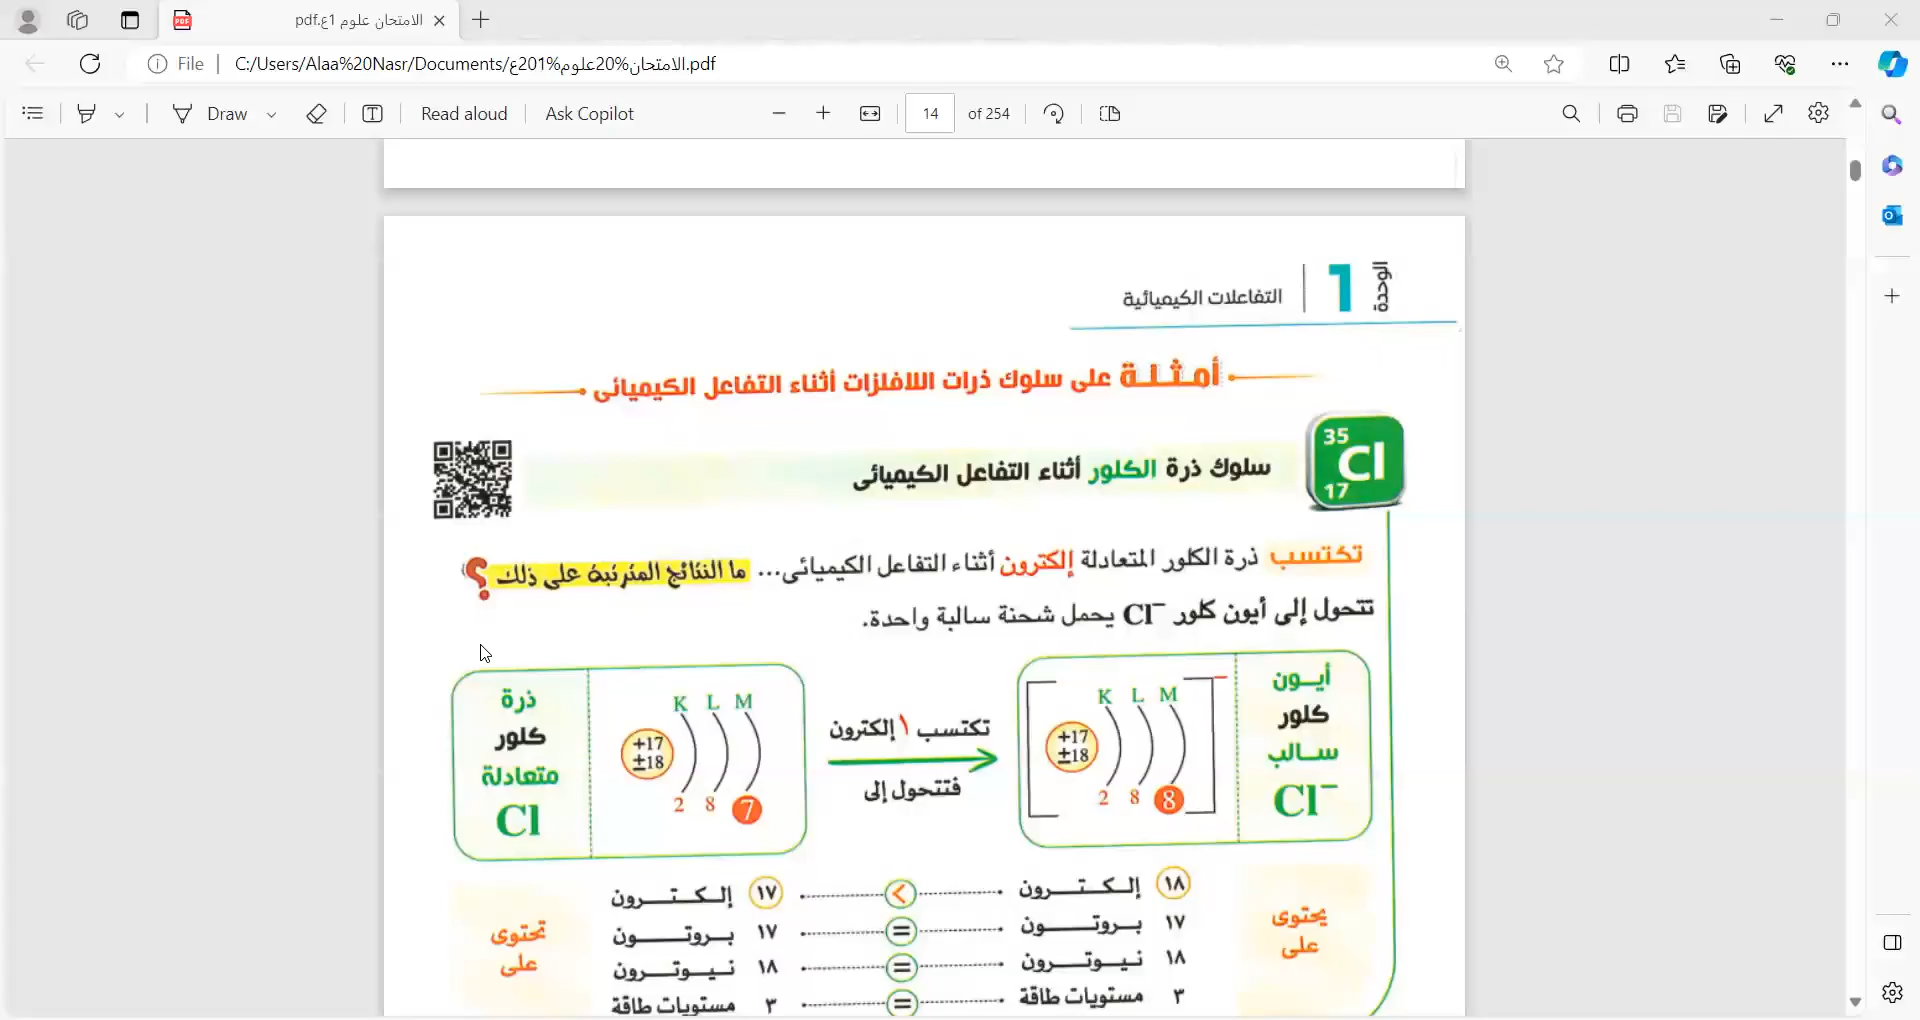 الامتحان علوم 1ع.pdf
File
C:/Users/Alaa%20Nasr/Documents/الامتحان%20علوم%201ع.pdf
Draw
Read aloud
Ask Copilot
14
of 254
الوحدة
1
التفاعلات الكيميائية
أمثلة على سلوك ذرات اللافلزات أثناء التفاعل الكيميائى
35
Cl
17
سلوك ذرة الكلور أثناء التفاعل الكيميائى
تكتسب ذرة الكلور المتعادلة إلكترون أثناء التفاعل الكيميائى... ما النتائج المترتبة على ذلك ؟
تتحول إلى أيون كلور Cl⁻ يحمل شحنة سالبة واحدة.
أيون
كلور
سالب
Cl⁻
K L M
+17
±18
2 8 8
−
تكتسب ١ إلكترون
فتتحول إلى
K L M
+17
±18
2 8 7
ذرة
كلور
متعادلة
Cl
يحتوى
على
١٨ إلكترون < ١٧ إلكترون
١٧ بروتون = ١٧ بروتون
١٨ نيوترون = ١٨ نيوترون
٣ مستويات طاقة = ٣ مستويات طاقة
تحتوى
على